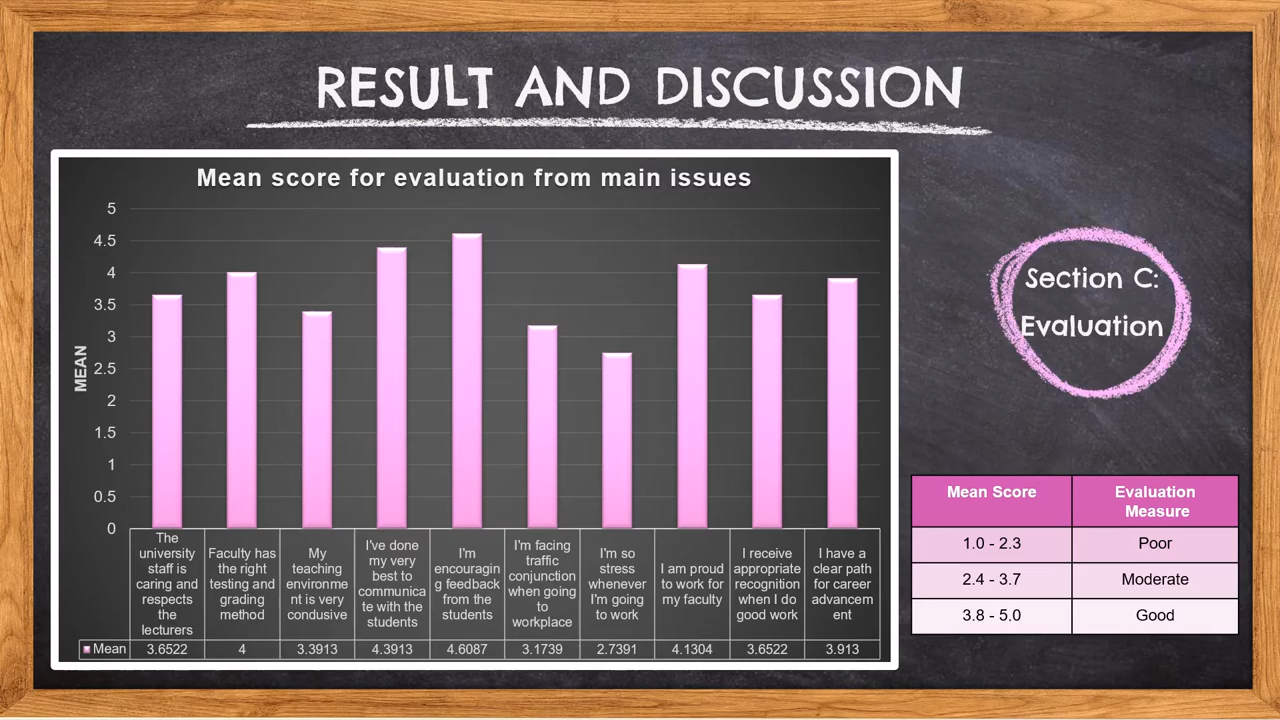 RESULT AND DISCUSSION
Mean score for evaluation from main issues
5
4.5
4
3.5
3
2.5
2
1.5
1
0.5
0
MEAN
The
university
staff is
caring and
respects
the
lecturers
Faculty has
the right
testing and
grading
method
My
teaching
environme
nt is very
condusive
I've done
my very
best to
communica
te with the
students
I'm
encouragin
g feedback
from the
students
I'm facing
traffic
conjunction
when going
to
workplace
I'm so
stress
whenever
I'm going
to work
I am proud
to work for
my faculty
I receive
appropriate
recognition
when I do
good work
I have a
clear path
for career
advancem
ent
Mean 3.6522 4 3.3913 4.3913 4.6087 3.1739 2.7391 4.1304 3.6522 3.913
Section C:
Evaluation
Mean Score Evaluation
Measure
1.0 - 2.3 Poor
2.4 - 3.7 Moderate
3.8 - 5.0 Good